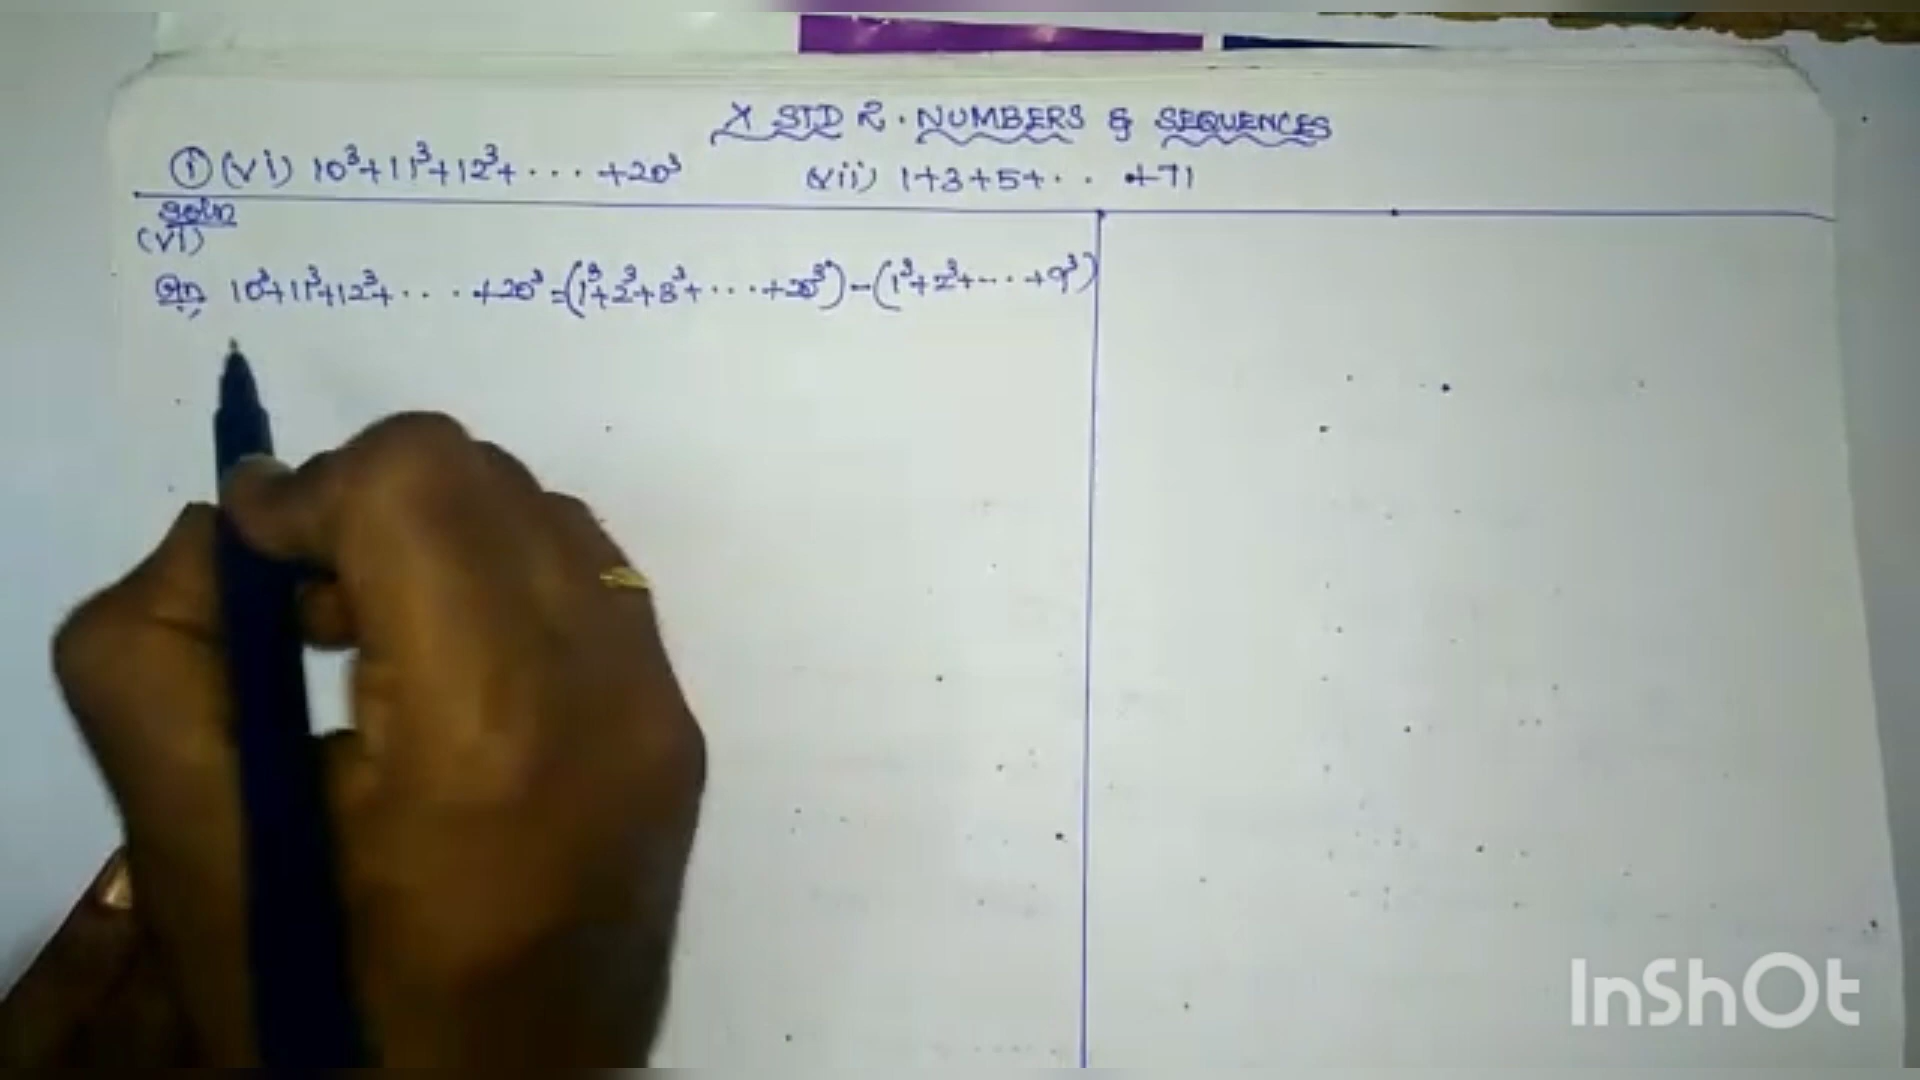 X STD 2. NUMBERS & SEQUENCES
① (vi) 10³+11³+12³+ . . . . +20³ (vii) 1+3+5+ . . . +71
Soln
(vi)
10³+11³+12³+ . . . . +20³ = (1³+2³+3³+ . . . . +20³) - (1³+2³+ . . . +9³)
InShOt